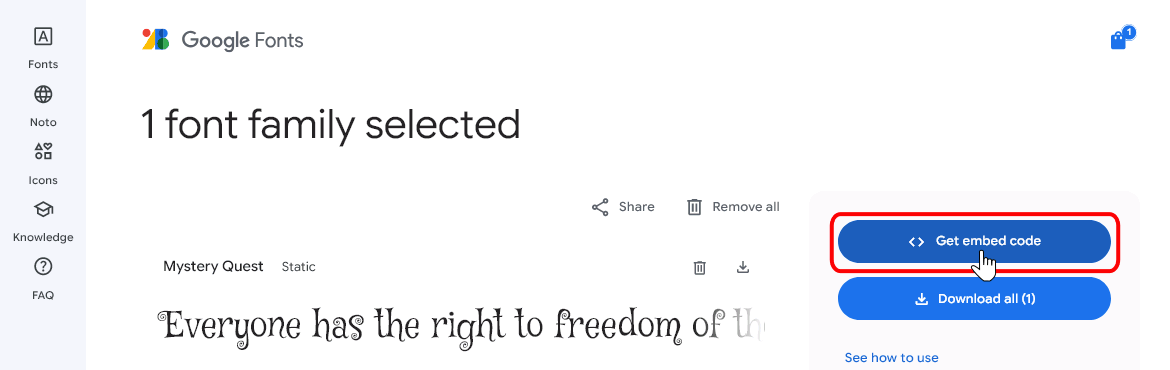 Fonts
Noto
Icons
Knowledge
FAQ
Google Fonts
1
1 font family selected
Share
Remove all
Mystery Quest Static
Everyone has the right to freedom of th
Get embed code
Download all (1)
See how to use